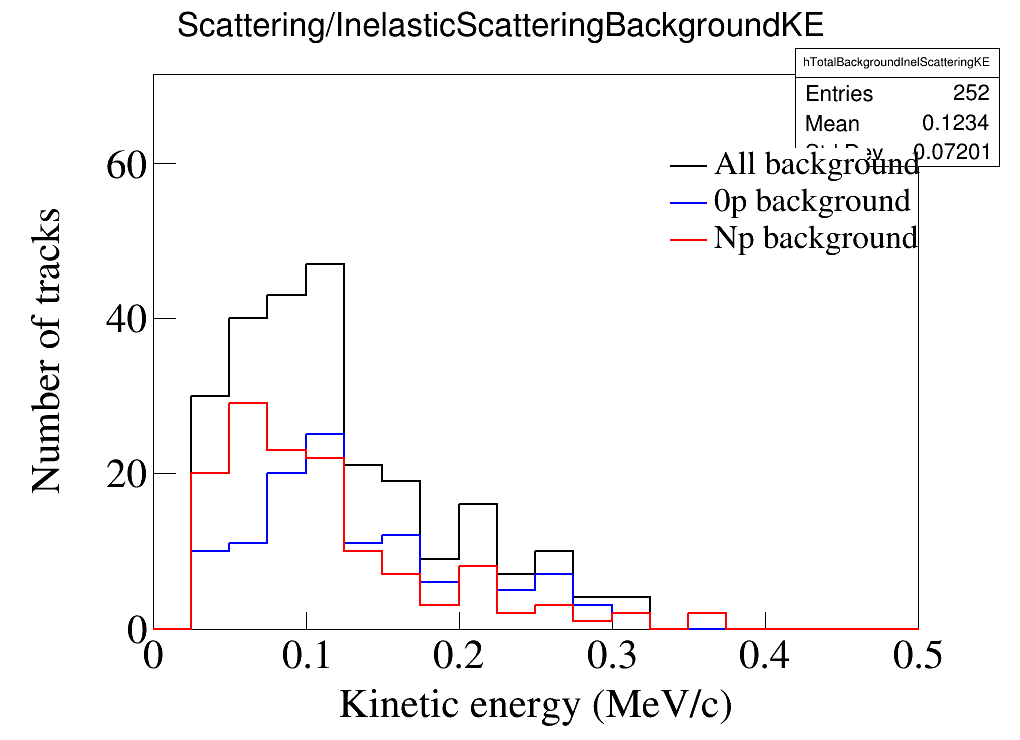 Scattering/InelasticScatteringBackgroundKE
hTotalBackgroundInelScatteringKE
Entries 252
Mean 0.1234
0.07201
All background
0p background
Np background
60
40
20
0
0 0.1 0.2 0.3 0.4 0.5
Number of tracks
Kinetic energy (MeV/c)